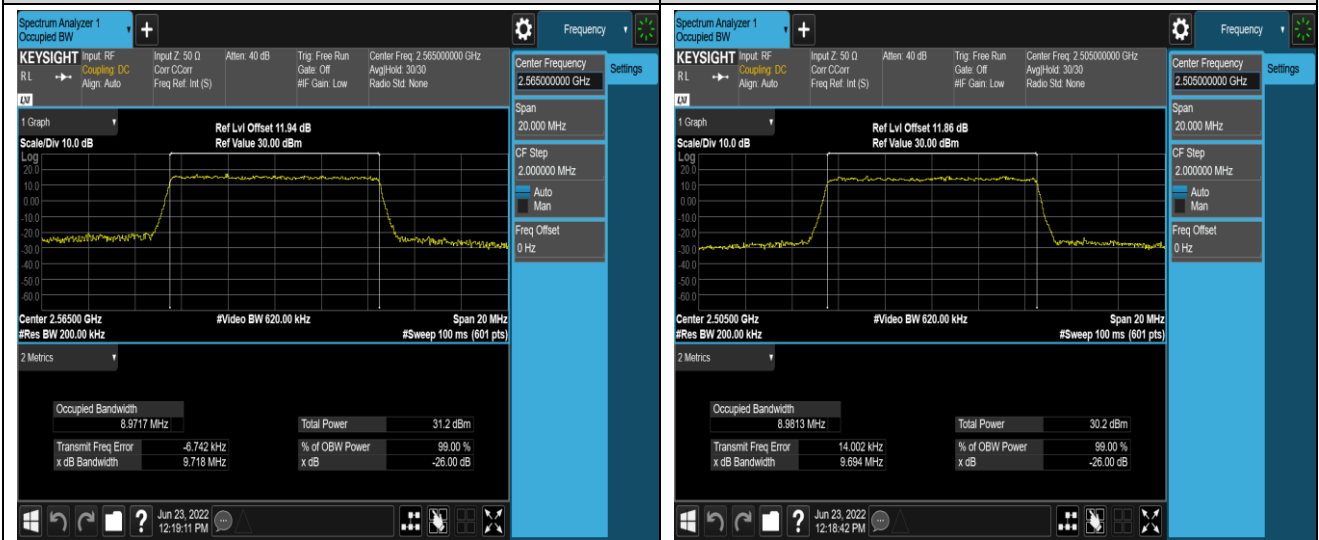 Spectrum Analyzer 1
Occupied BW
+
Frequency
KEYSIGHT
Input: RF
Coupling: DC
Align: Auto
Input Z: 50 Ω
Corr CCorr
Freq Ref: Int (S)
Atten: 40 dB
Trig: Free Run
Gate: Off
#IF Gain: Low
Center Freq: 2.565000000 GHz
Avg|Hold: 30/30
Radio Std: None
R L
LXI
Center Frequency
2.565000000 GHz
Settings
Span
20.000 MHz
CF Step
2.000000 MHz
Auto
Man
Freq Offset
0 Hz
1 Graph
Scale/Div 10.0 dB
Ref Lvl Offset 11.94 dB
Ref Value 30.00 dBm
Log
20.0
10.0
0.00
-10.0
-20.0
-30.0
-40.0
-50.0
-60.0
Center 2.56500 GHz
#Video BW 620.00 kHz
Span 20 MHz
#Res BW 200.00 kHz
#Sweep 100 ms (601 pts)
2 Metrics
Occupied Bandwidth
8.9717 MHz
Total Power 31.2 dBm
Transmit Freq Error -6.742 kHz
% of OBW Power 99.00 %
x dB Bandwidth 9.718 MHz
x dB -26.00 dB
?
Jun 23, 2022
12:19:11 PM
Spectrum Analyzer 1
Occupied BW
+
Frequency
KEYSIGHT
Input: RF
Coupling: DC
Align: Auto
Input Z: 50 Ω
Corr CCorr
Freq Ref: Int (S)
Atten: 40 dB
Trig: Free Run
Gate: Off
#IF Gain: Low
Center Freq: 2.505000000 GHz
Avg|Hold: 30/30
Radio Std: None
R L
LXI
Center Frequency
2.505000000 GHz
Settings
Span
20.000 MHz
CF Step
2.000000 MHz
Auto
Man
Freq Offset
0 Hz
1 Graph
Scale/Div 10.0 dB
Ref Lvl Offset 11.86 dB
Ref Value 30.00 dBm
Log
20.0
10.0
0.00
-10.0
-20.0
-30.0
-40.0
-50.0
-60.0
Center 2.50500 GHz
#Video BW 620.00 kHz
Span 20 MHz
#Res BW 200.00 kHz
#Sweep 100 ms (601 pts)
2 Metrics
Occupied Bandwidth
8.9813 MHz
Total Power 30.2 dBm
Transmit Freq Error 14.002 kHz
% of OBW Power 99.00 %
x dB Bandwidth 9.694 MHz
x dB -26.00 dB
?
Jun 23, 2022
12:18:42 PM